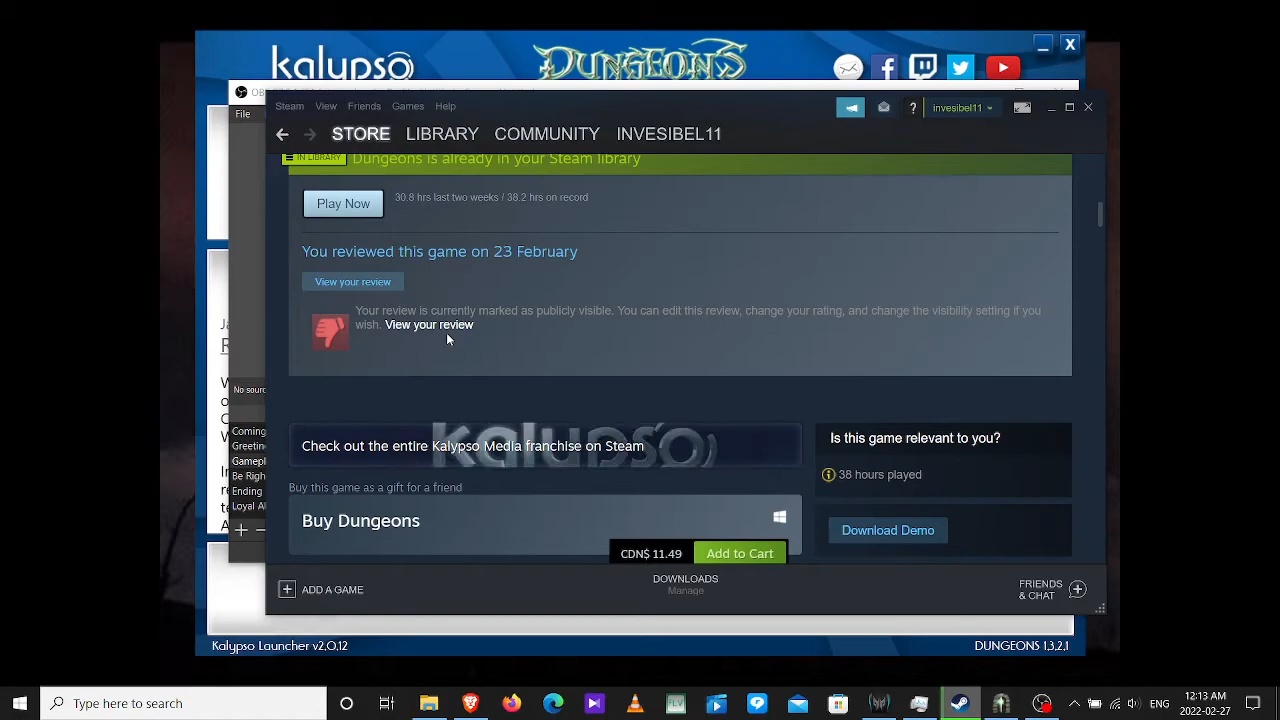 kalypso
DUNGEONS
X
OB
File
Steam View Friends Games Help
invesibel11
STORE LIBRARY COMMUNITY INVESIBEL11
IN LIBRARY
Dungeons is already in your Steam library
Play Now
30.8 hrs last two weeks / 38.2 hrs on record
You reviewed this game on 23 February
View your review
Your review is currently marked as publicly visible. You can edit this review, change your rating, and change the visibility setting if you
wish. View your review
No sourc
Coming
Greetin
Gamepl
Be Righ
Ending
Loyal Al
Check out the entire Kalypso Media franchise on Steam
kalypso
Is this game relevant to you?
38 hours played
Buy this game as a gift for a friend
Buy Dungeons
Download Demo
CDN$ 11.49
Add to Cart
ADD A GAME
DOWNLOADS
Manage
FRIENDS
& CHAT
Kalypso Launcher v2.0.12
DUNGEONS 1.3.2.1
Type here to search
FLV
12:13 AM
2022-02-27